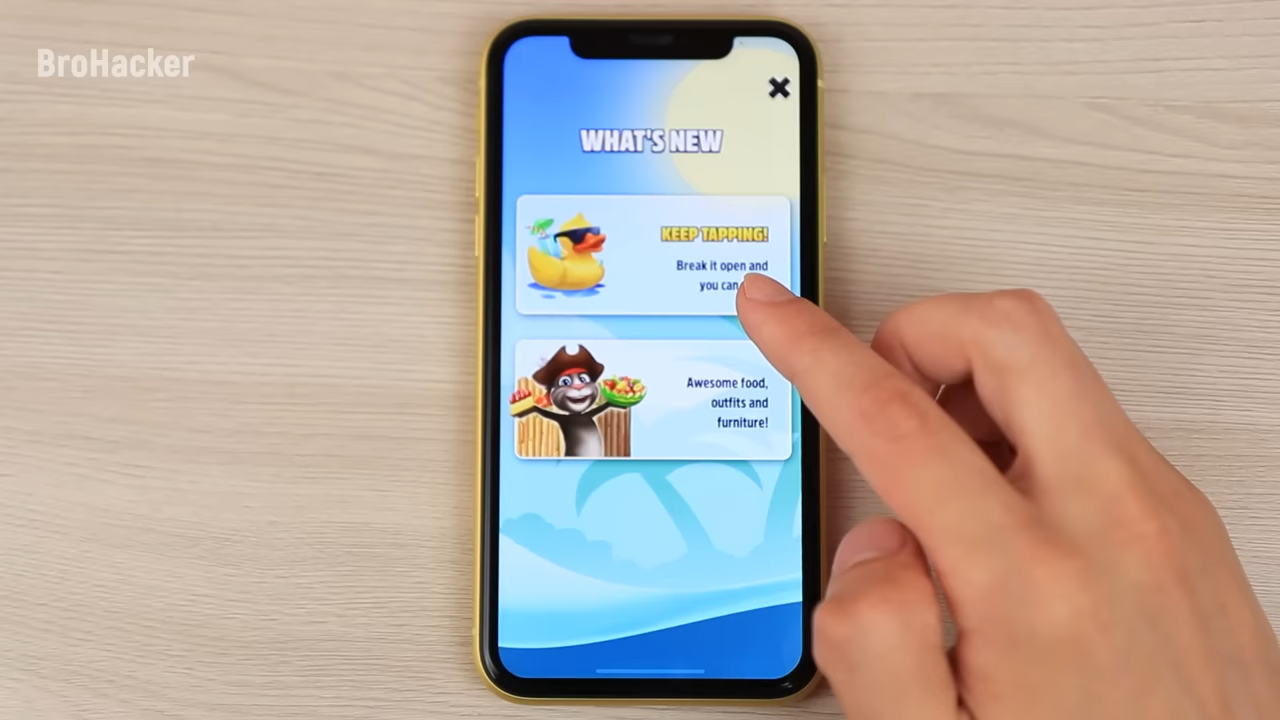 BroHacker
WHAT'S NEW
KEEP TAPPING!
Break it open and
you can
Awesome food,
outfits and
furniture!